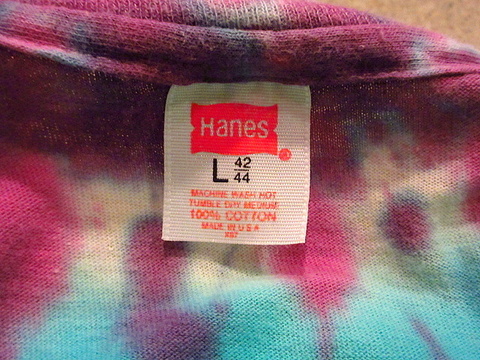 Hanes
L 42/44
MACHINE WASH HOT
TUMBLE DRY MEDIUM
100% COTTON
MADE IN U.S.A